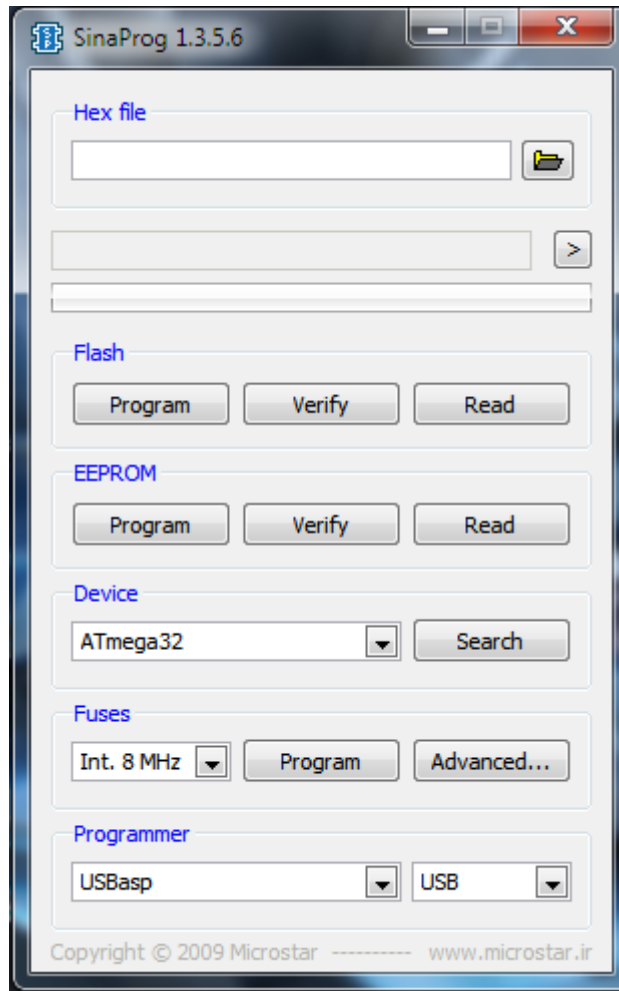 SinaProg 1.3.5.6
Hex file
>
Flash
Program Verify Read
EEPROM
Program Verify Read
Device
ATmega32 Search
Fuses
Int. 8 MHz Program Advanced...
Programmer
USBasp USB
Copyright © 2009 Microstar ---------- www.microstar.ir